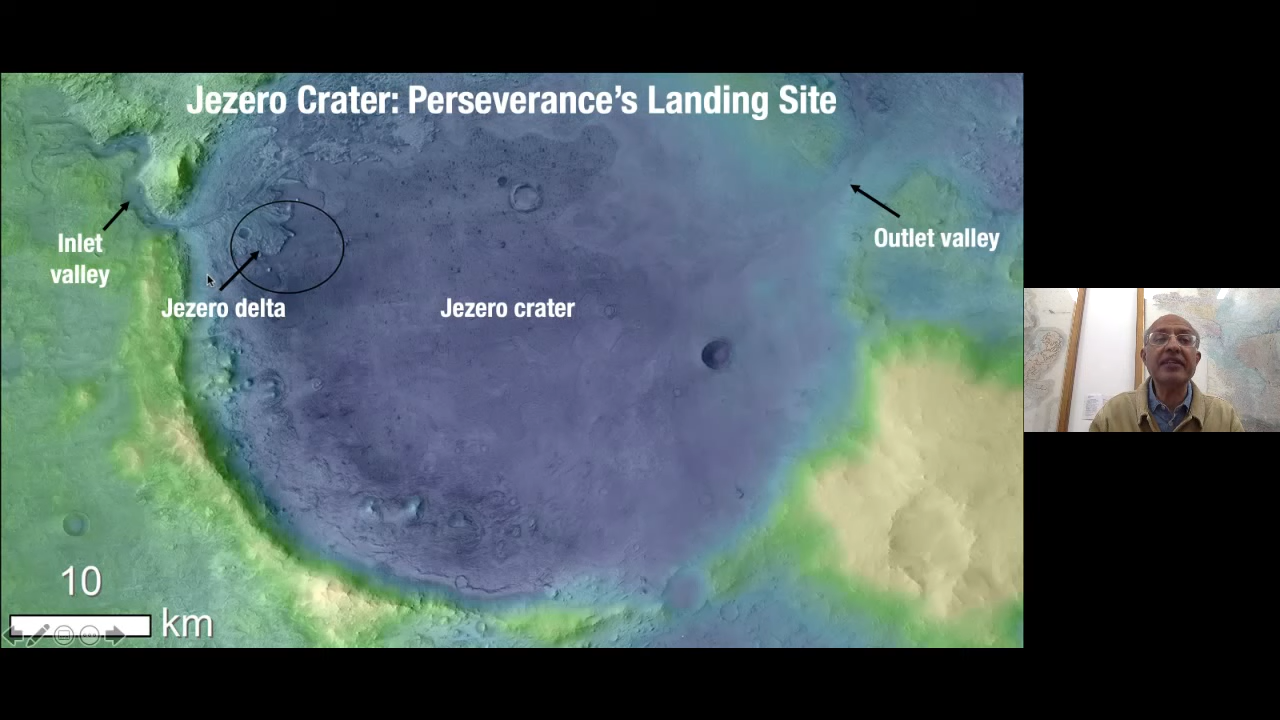 Jezero Crater: Perseverance’s Landing Site
Inlet
valley
Outlet valley
Jezero delta
Jezero crater
10
km